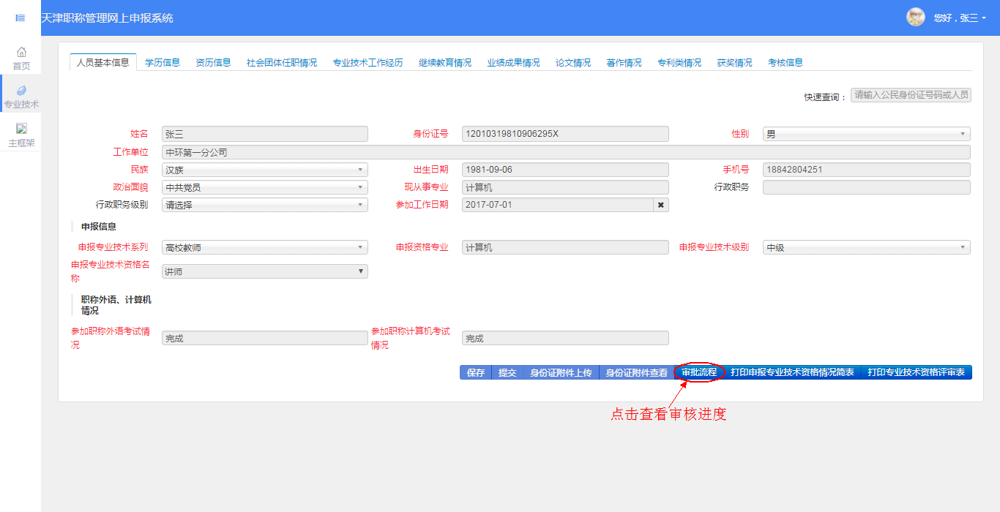 天津职称管理网上申报系统
您好，张三
首页
专业技术
主框架
人员基本信息 学历信息 资历信息 社会团体任职情况 专业技术工作经历 继续教育情况 业绩成果情况 论文情况 著作情况 专利类情况 获奖情况 考核信息
快速查询： 请输入公民身份证号码或人员
姓名 张三 身份证号 12010319810906295X 性别 男
工作单位 中环第一分公司
民族 汉族 出生日期 1981-09-06 手机号 18842804251
政治面貌 中共党员 现从事专业 计算机 行政职务
行政职务级别 请选择 参加工作日期 2017-07-01
申报信息
申报专业技术系列 高校教师 申报资格专业 计算机 申报专业技术级别 中级
申报专业技术资格名
称
讲师
职称外语、计算机
情况
参加职称外语考试情
况
完成
参加职称计算机考试
情况
完成
保存 提交 身份证附件上传 身份证附件查看 审批流程 打印申报专业技术资格情况简表 打印专业技术资格评审表
点击查看审核进度